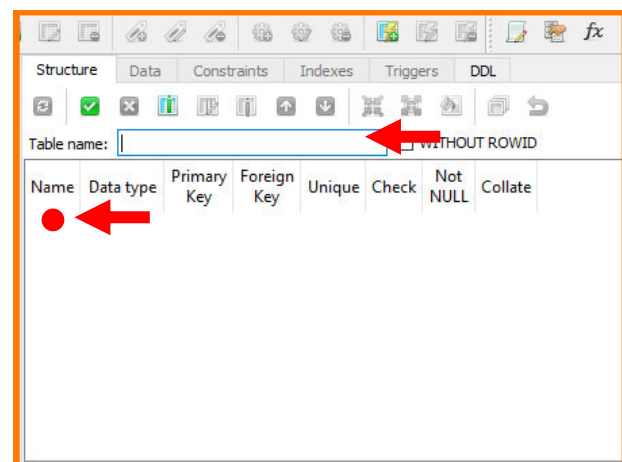 fx
Structure Data Constraints Indexes Triggers DDL
Table name: WITHOUT ROWID
Name Data type Primary Key Foreign Key Unique Check Not NULL Collate